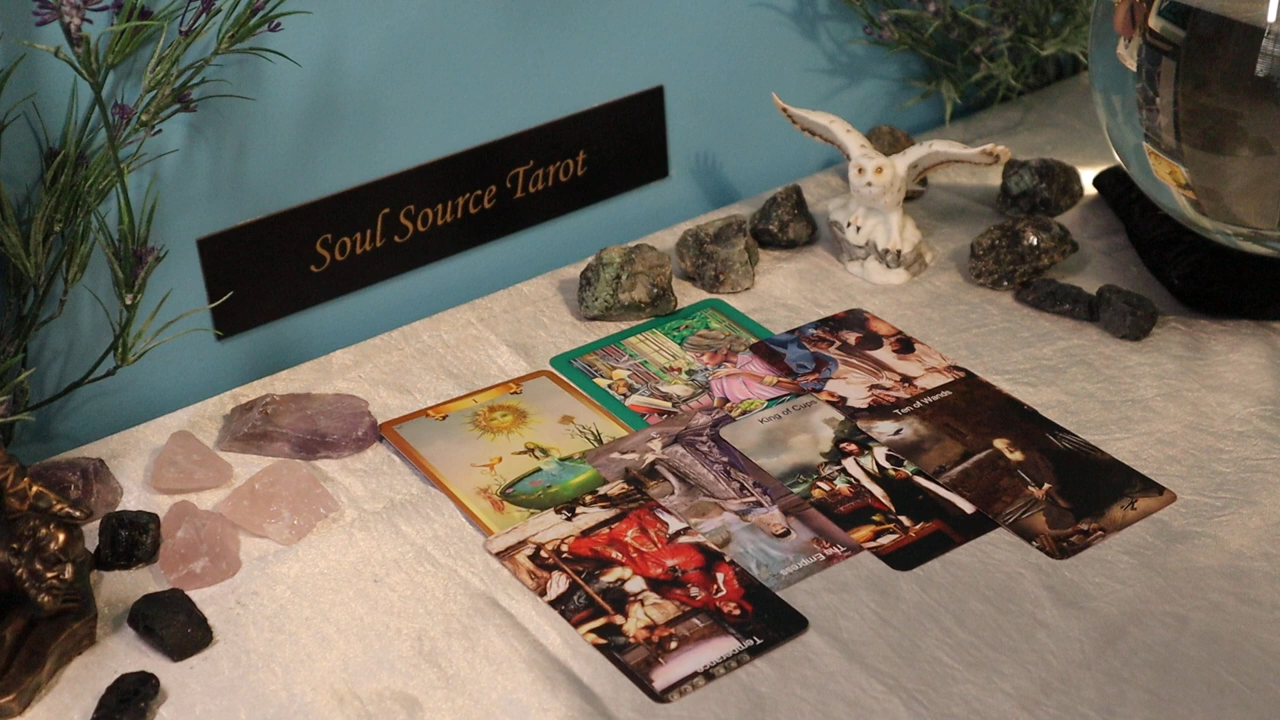 Soul Source Tarot
King of Cups
Ten of Wands
The Empress
Temperance